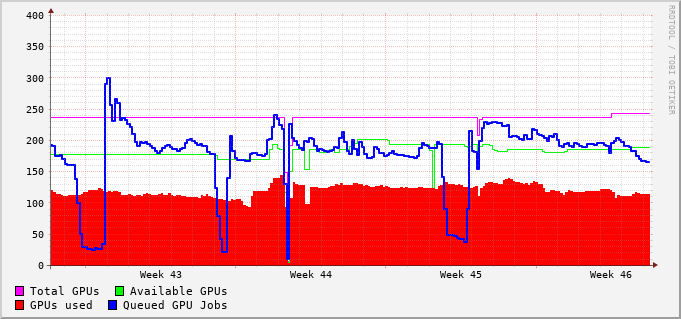 400
350
300
250
200
150
100
50
0
Week 43 Week 44 Week 45 Week 46
Total GPUs Available GPUs
GPUs used Queued GPU Jobs
RRDTOOL / TOBI OETIKER